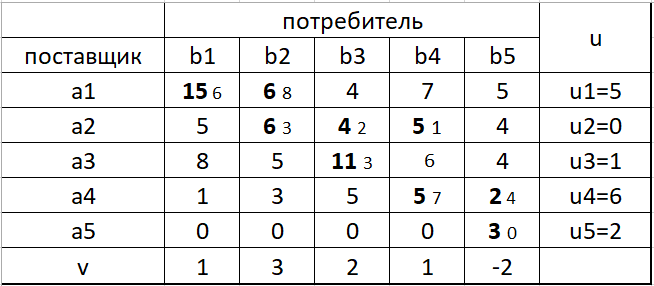 потребитель
u
поставщик b1 b2 b3 b4 b5
a1 15 6 6 8 4 7 5 u1=5
a2 5 6 3 4 2 5 1 4 u2=0
a3 8 5 11 3 6 4 u3=1
a4 1 3 5 5 7 2 4 u4=6
a5 0 0 0 0 3 0 u5=2
v 1 3 2 1 -2